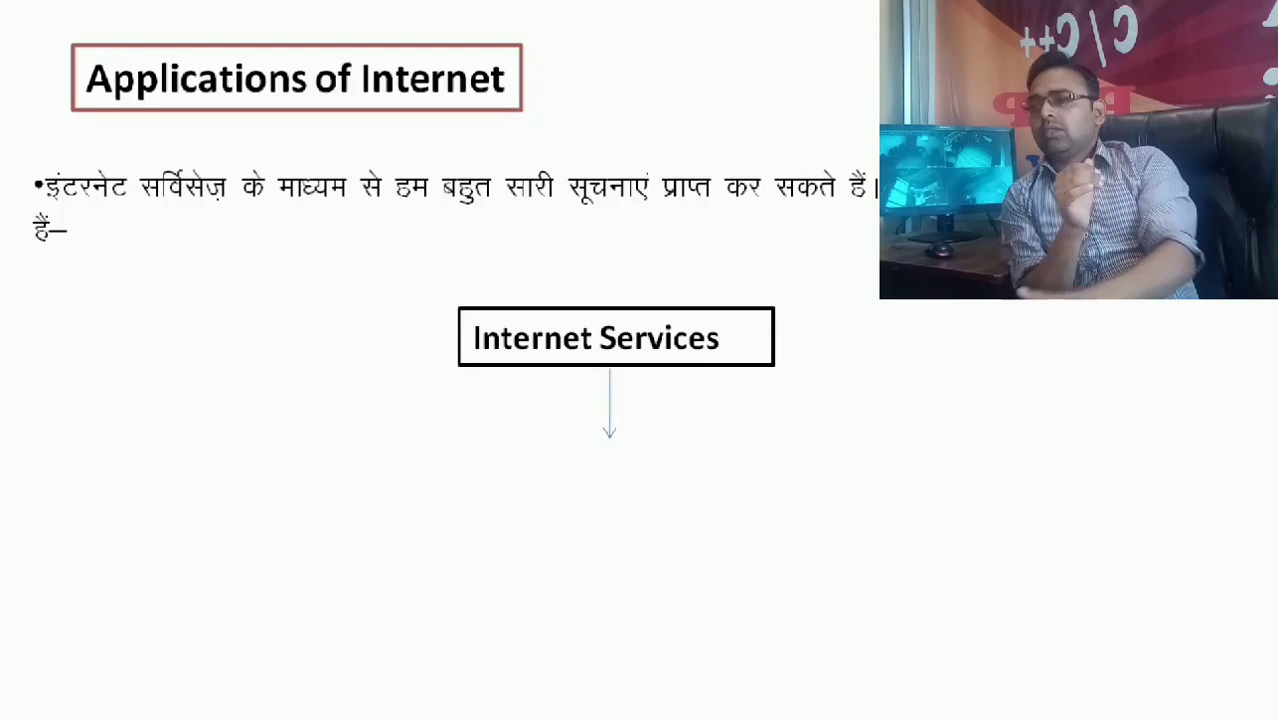 Applications of Internet
C / C++
•इंटरनेट सर्विसेज़ के माध्यम से हम बहुत सारी सूचनाएं प्राप्त कर सकते हैं।
हैं–
Internet Services